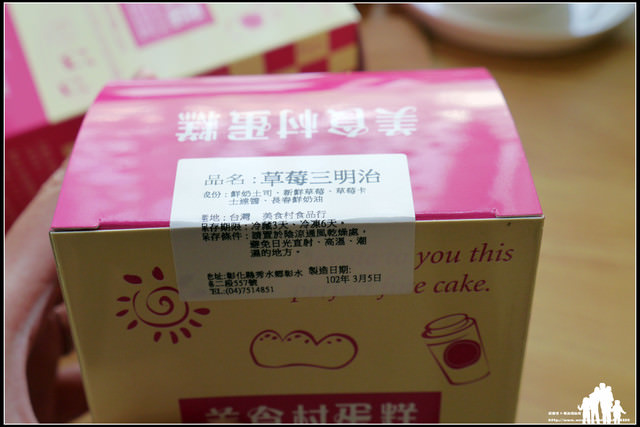 美食村蛋糕
品名:草莓三明治
成份:鮮奶土司、新鮮草莓、草莓卡
士達醬、長春鮮奶油
產地:台灣 美食村食品行
保存期限:冷藏3天、冷凍6天。
保存條件:請置於陰涼通風乾燥處。
避免日光直射、高溫、潮
濕的地方。
地址:彰化縣秀水鄉彰水 製造日期:
路二段557號 102年 3月5日
TEL:(04)7514851
you this
cake.
美食村蛋糕